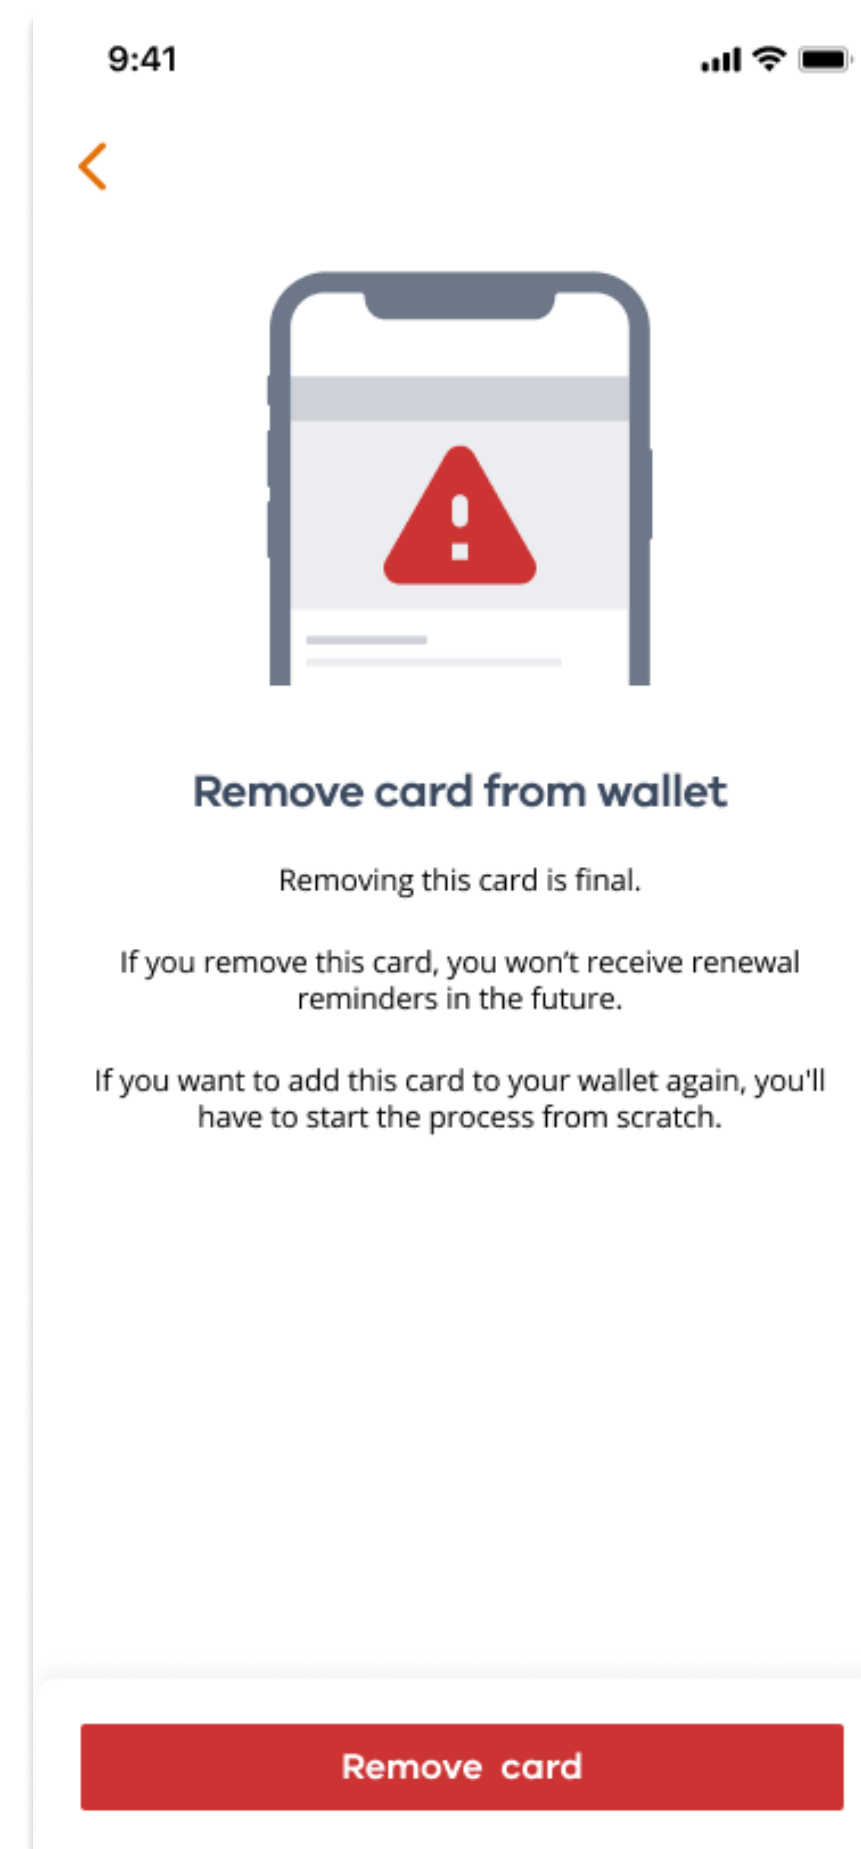 9:41
Remove card from wallet
Removing this card is final.
If you remove this card, you won’t receive renewal
reminders in the future.
If you want to add this card to your wallet again, you'll
have to start the process from scratch.
Remove card